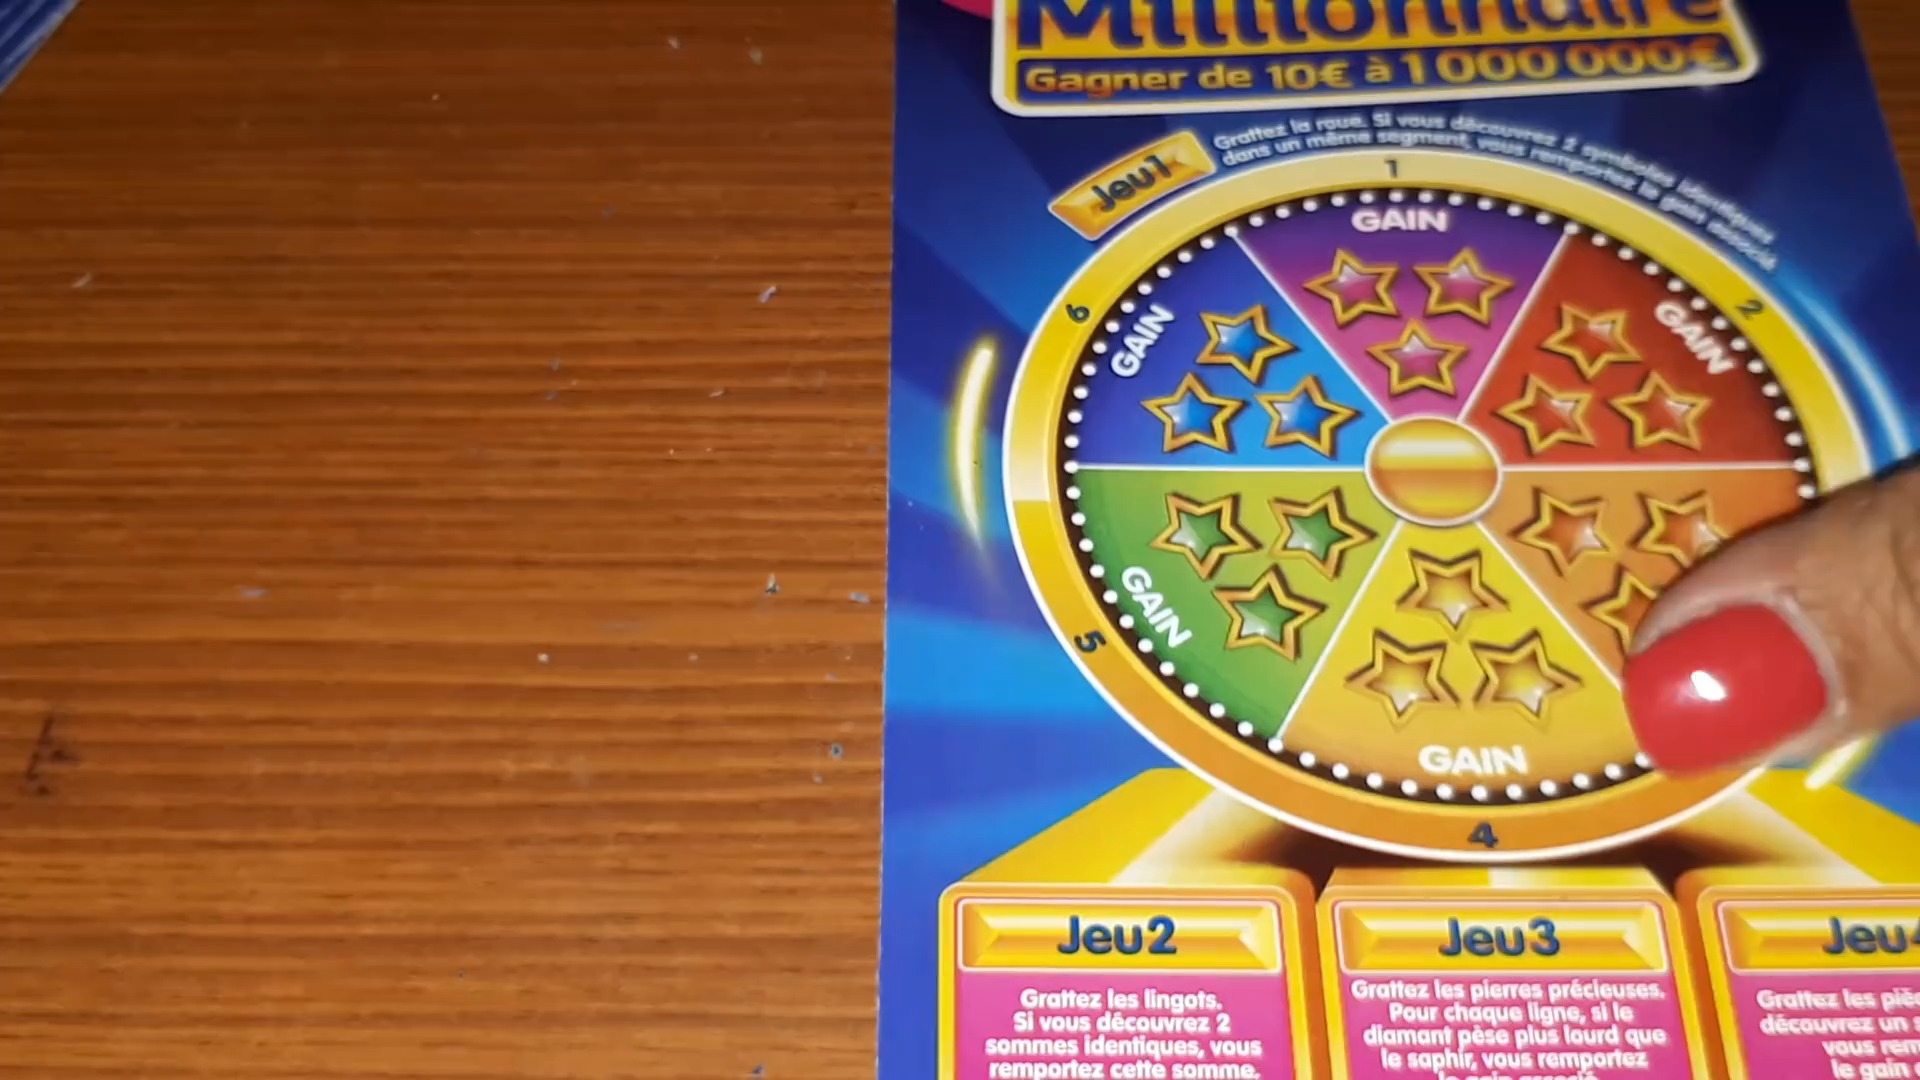 Millionnaire
Gagner de 10€ à 1 000 000€
Jeu1
Grattez la roue. Si vous découvrez 2 symboles identiques
dans un même segment, vous remportez le gain associé.
1
GAIN
2
GAIN
6
GAIN
5
GAIN
GAIN
4
Jeu2
Grattez les lingots.
Si vous découvrez 2
sommes identiques, vous
remportez cette somme.
Jeu3
Grattez les pierres précieuses.
Pour chaque ligne, si le
diamant pèse plus lourd que
le saphir, vous remportez
le gain associé.
Jeu4
Grattez les
découvrez un
vous
le gain